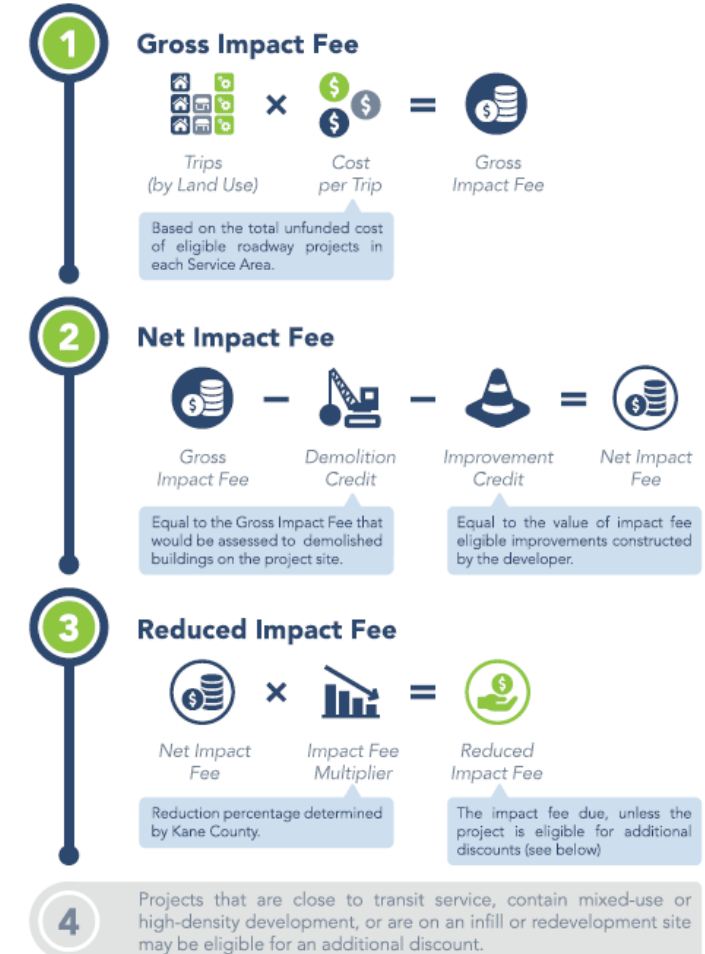 1
Gross Impact Fee
$ $ $
× = $
Trips
(by Land Use)
Cost
per Trip
Gross
Impact Fee
Based on the total unfunded cost
of eligible roadway projects in
each Service Area.
2
Net Impact Fee
$ − − = $
Gross
Impact Fee
Demolition
Credit
Improvement
Credit
Net Impact
Fee
Equal to the Gross Impact Fee that
would be assessed to demolished
buildings on the project site.
Equal to the value of impact fee
eligible improvements constructed
by the developer.
3
Reduced Impact Fee
$ × = $
Net Impact
Fee
Impact Fee
Multiplier
Reduced
Impact Fee
Reduction percentage determined
by Kane County.
The impact fee due, unless the
project is eligible for additional
discounts (see below)
4
Projects that are close to transit service, contain mixed-use or
high-density development, or are on an infill or redevelopment site
may be eligible for an additional discount.